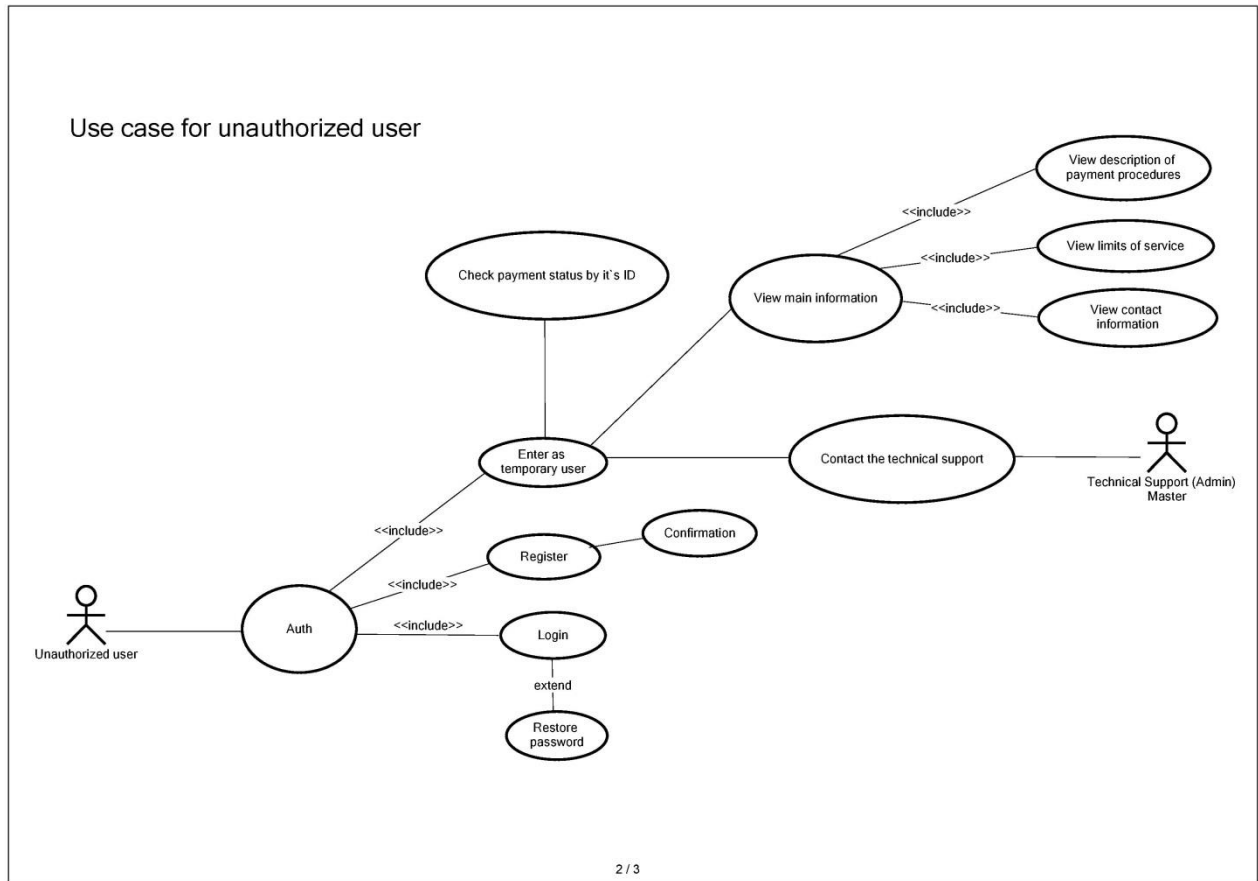 Use case for unauthorized user
View description of
payment procedures
<<include>>
View limits of service
<<include>>
Check payment status by it`s ID
View main information
<<include>>
View contact
information
Enter as
temporary user
Contact the technical support
Technical Support (Admin)
Master
<<include>>
Confirmation
Register
<<include>>
Auth
<<include>>
Login
Unauthorized user
extend
Restore
password
2 / 3